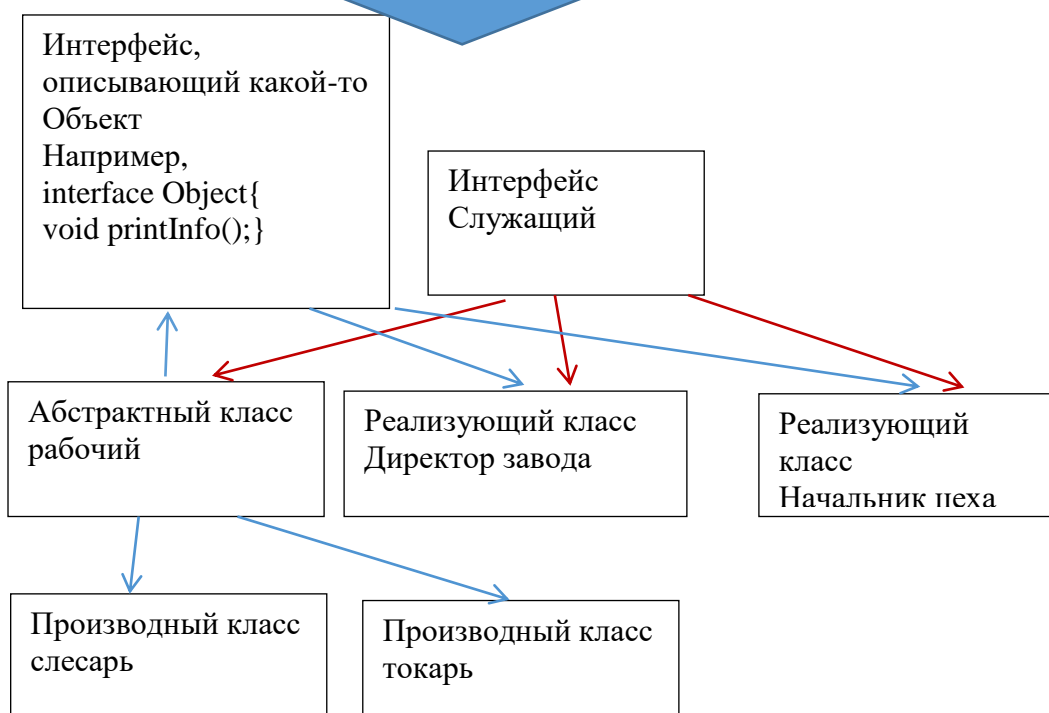 Интерфейс,
описывающий какой-то
Объект
Например,
interface Object{
void printInfo();}
Интерфейс
Служащий
Абстрактный класс
рабочий
Реализующий класс
Директор завода
Реализующий
класс
Начальник цеха
Производный класс
слесарь
Производный класс
токарь